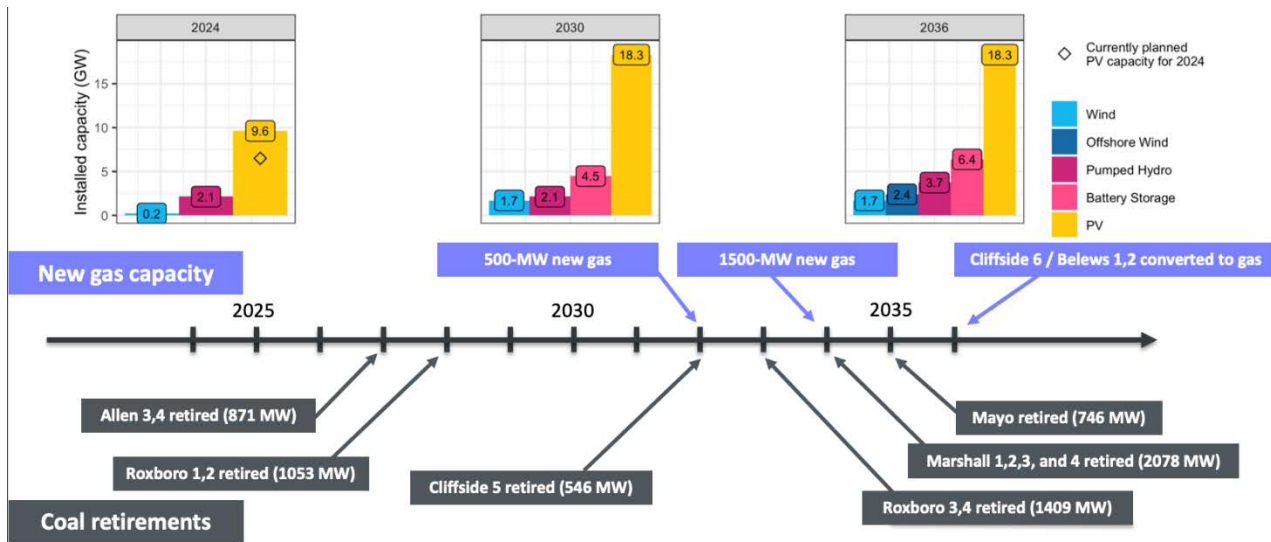 2024
2030
2036
Installed capacity (GW)
15
10
5
0
0.2
2.1
9.6
1.7
2.1
4.5
18.3
1.7
2.4
3.7
6.4
18.3
Currently planned
PV capacity for 2024
Wind
Offshore Wind
Pumped Hydro
Battery Storage
PV
New gas capacity
500-MW new gas
1500-MW new gas
Cliffside 6 / Belews 1,2 converted to gas
2025
2030
2035
Allen 3,4 retired (871 MW)
Mayo retired (746 MW)
Roxboro 1,2 retired (1053 MW)
Marshall 1,2,3, and 4 retired (2078 MW)
Cliffside 5 retired (546 MW)
Roxboro 3,4 retired (1409 MW)
Coal retirements